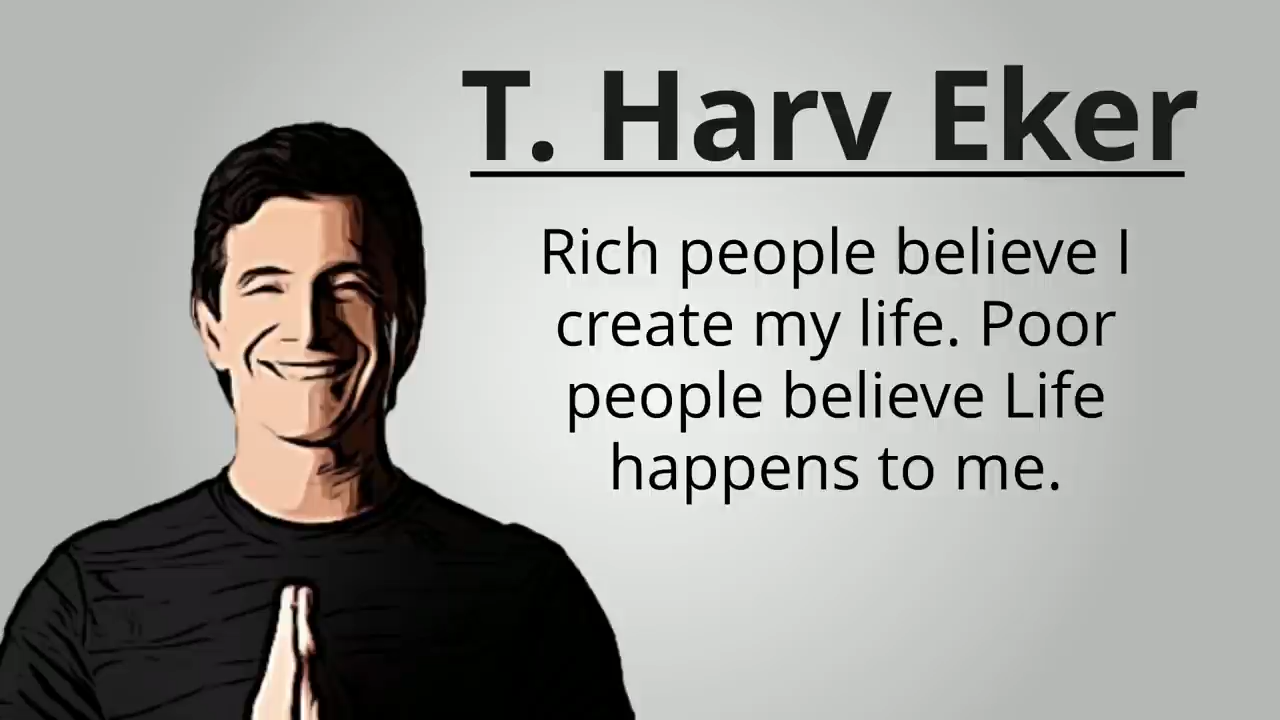 T. Harv Eker
Rich people believe I
create my life. Poor
people believe Life
happens to me.